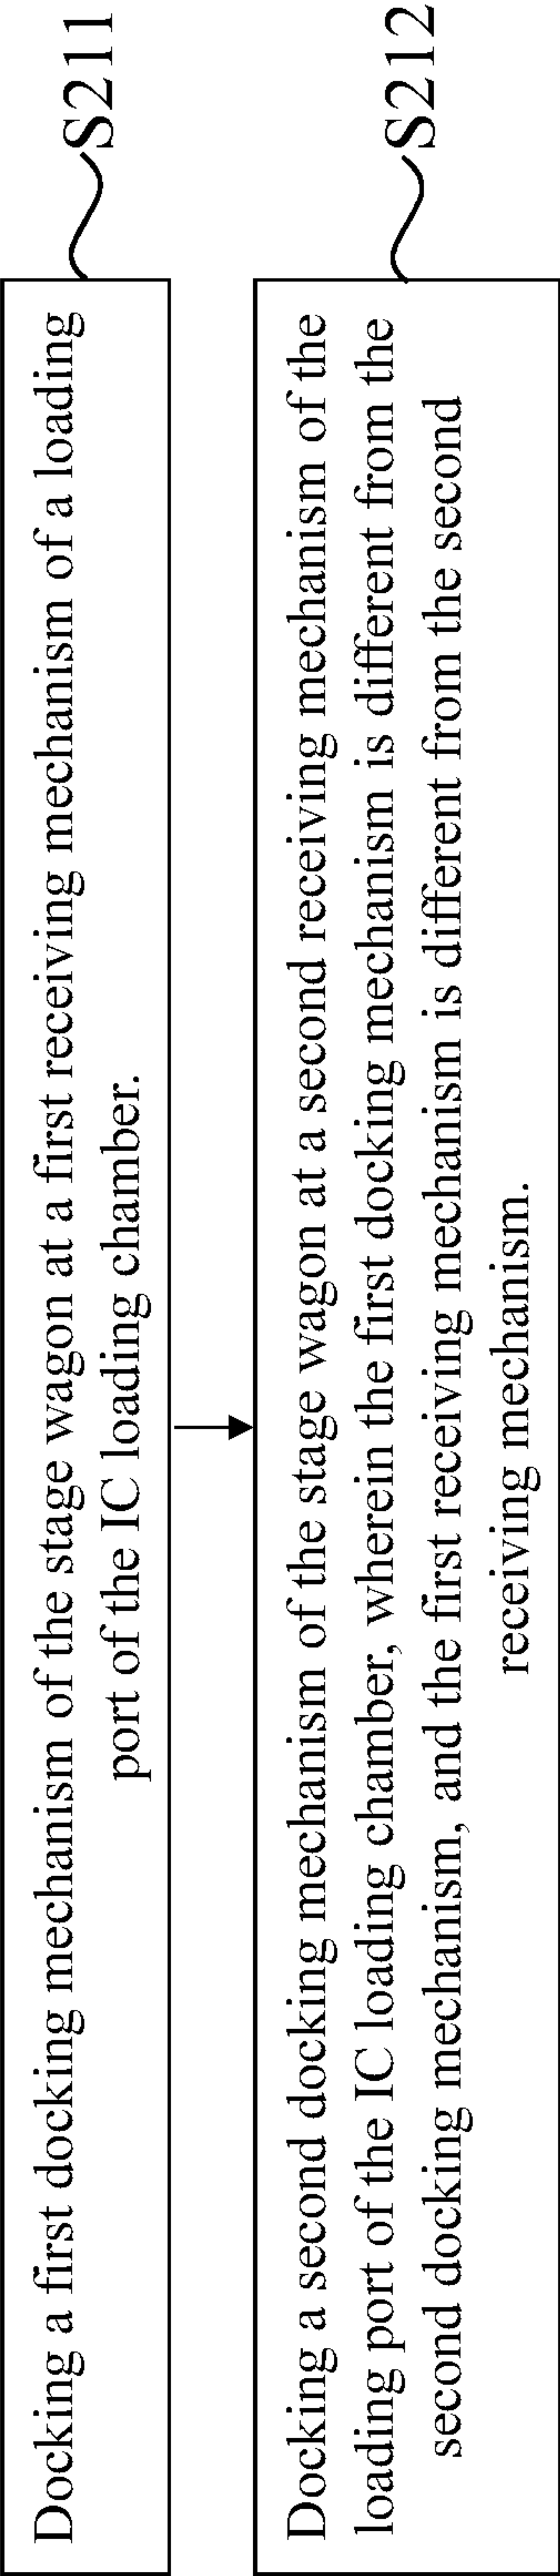 Docking a first docking mechanism of the stage wagon at a first receiving mechanism of a loading
port of the IC loading chamber.
S211
Docking a second docking mechanism of the stage wagon at a second receiving mechanism of the
loading port of the IC loading chamber, wherein the first docking mechanism is different from the
second docking mechanism, and the first receiving mechanism is different from the second
receiving mechanism.
S212